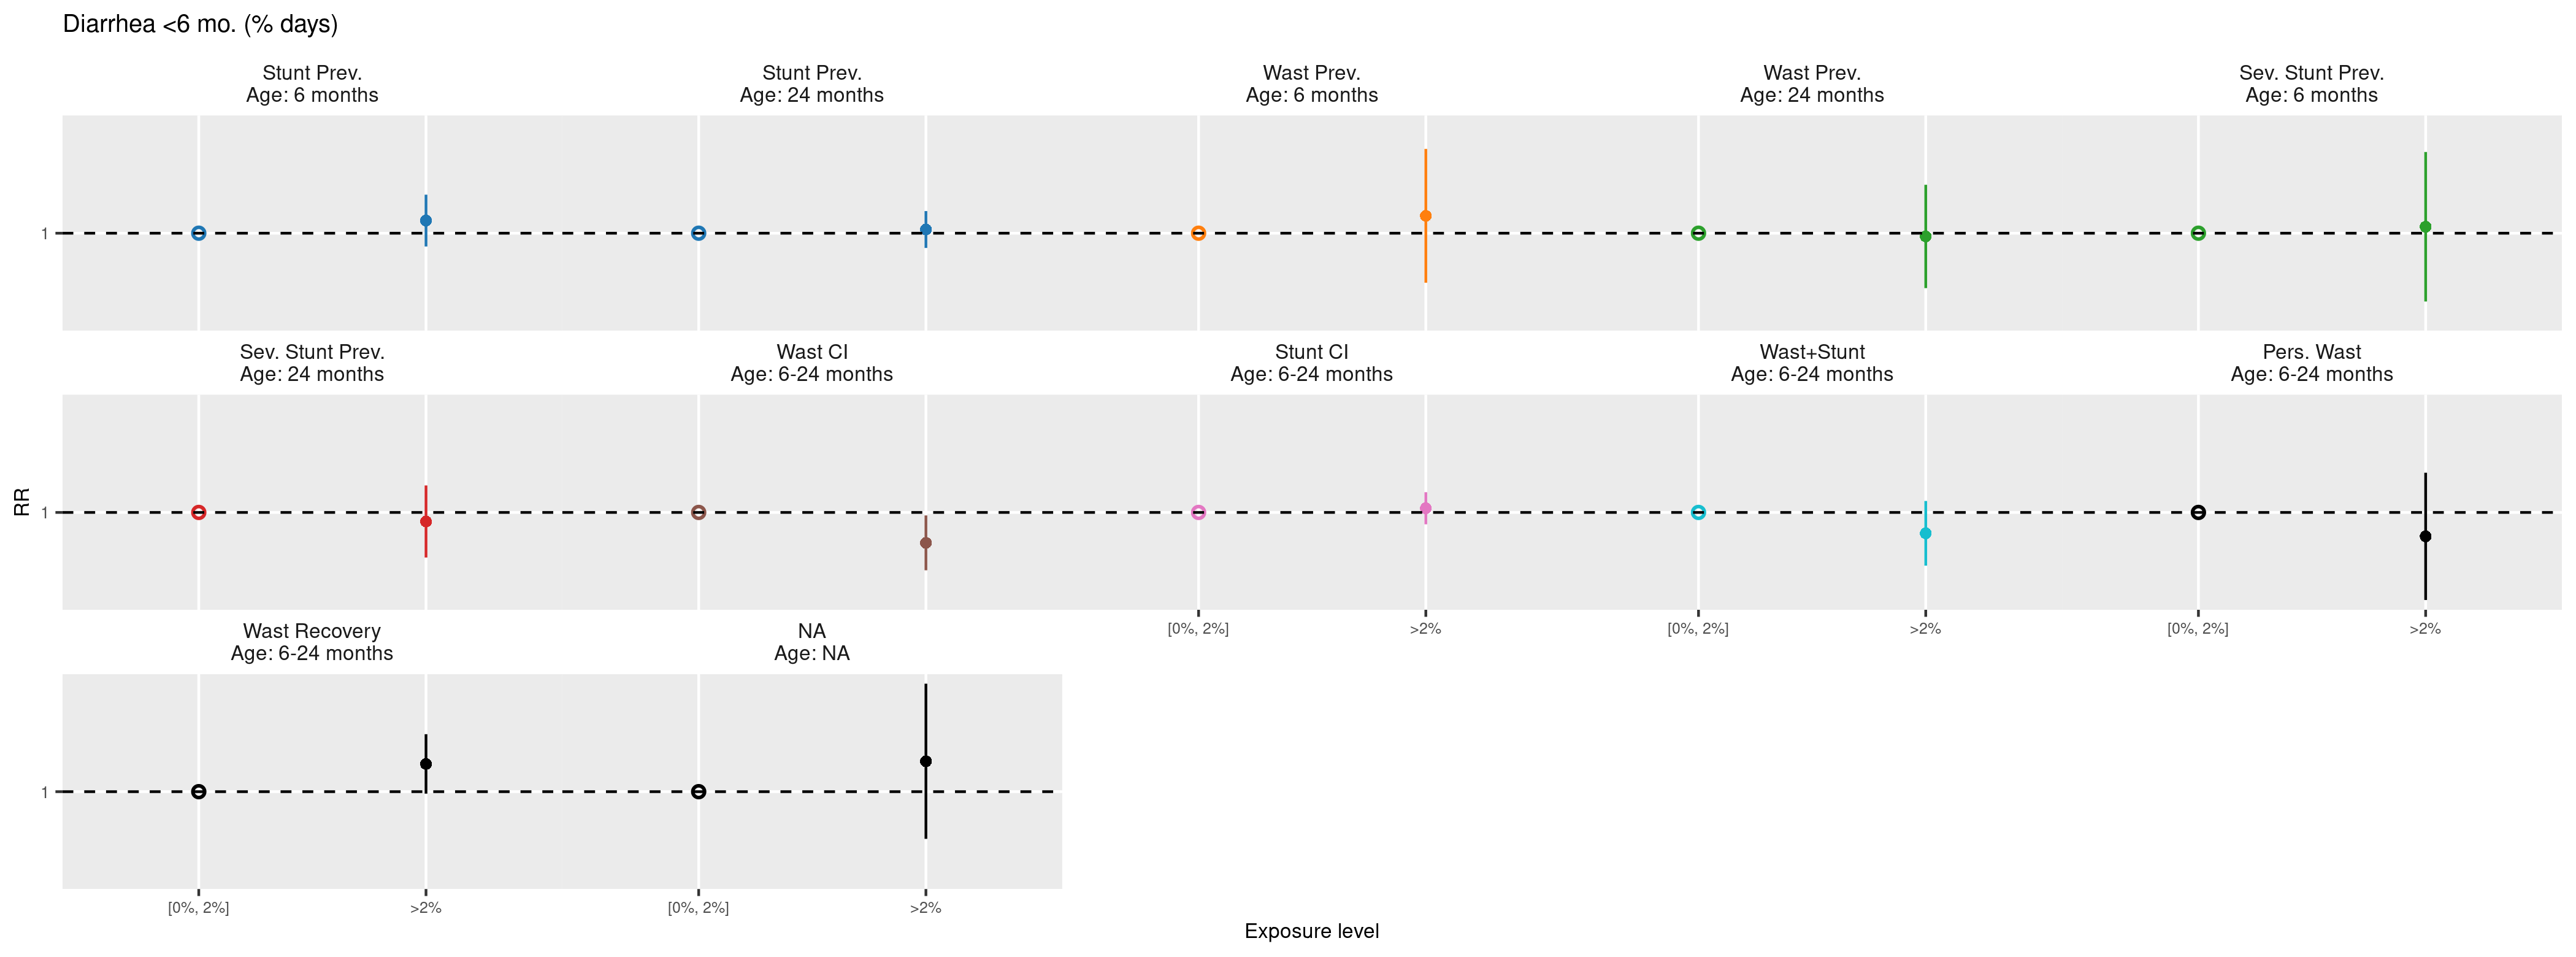 Diarrhea <6 mo. (% days)
Stunt Prev.
Age: 6 months
Stunt Prev.
Age: 24 months
Wast Prev.
Age: 6 months
Wast Prev.
Age: 24 months
Sev. Stunt Prev.
Age: 6 months
1
Sev. Stunt Prev.
Age: 24 months
Wast CI
Age: 6-24 months
Stunt CI
Age: 6-24 months
Wast+Stunt
Age: 6-24 months
Pers. Wast
Age: 6-24 months
RR
1
[0%, 2%]
>2%
[0%, 2%]
>2%
[0%, 2%]
>2%
Wast Recovery
Age: 6-24 months
NA
Age: NA
1
[0%, 2%]
>2%
[0%, 2%]
>2%
Exposure level